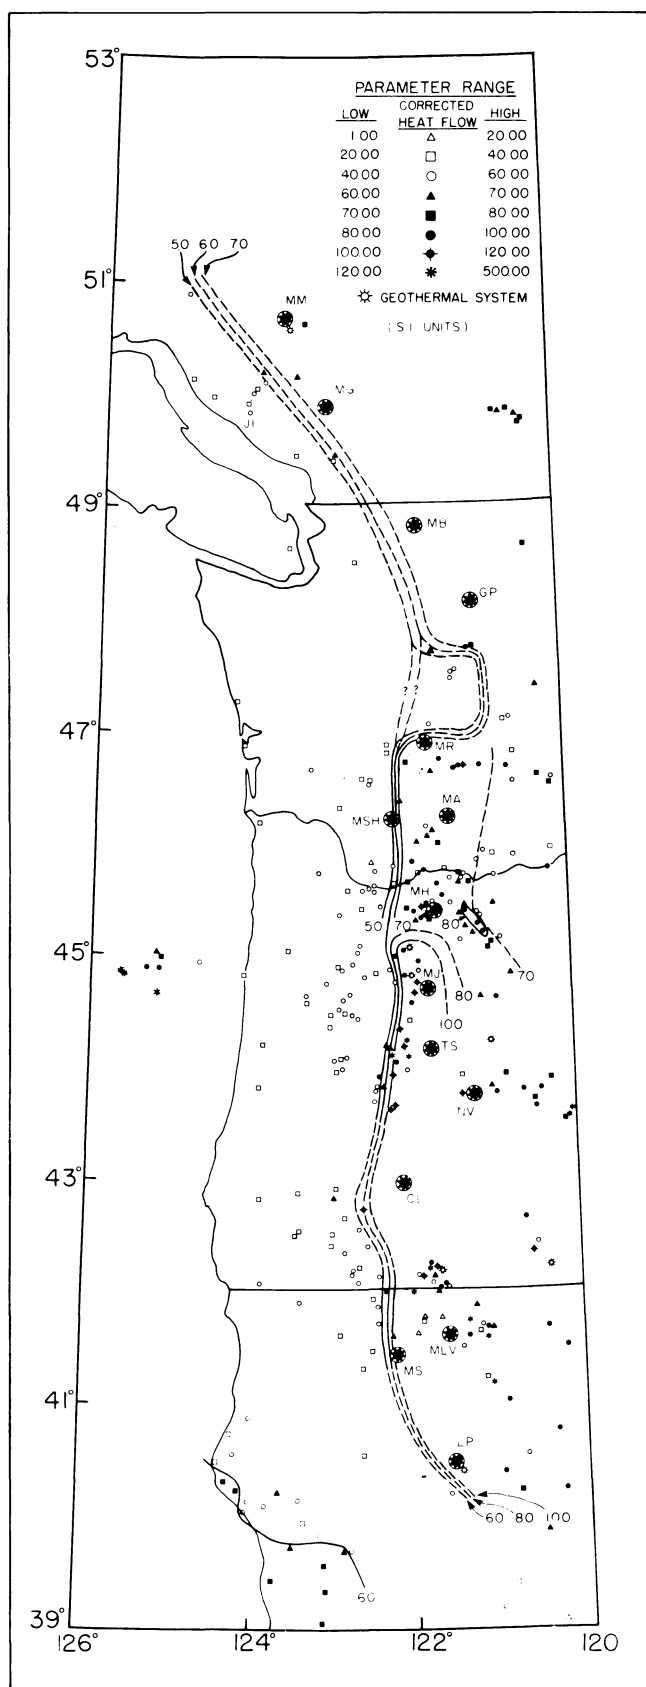 53°
PARAMETER RANGE
LOW CORRECTED HEAT FLOW HIGH
1.00 20.00
20.00 40.00
40.00 60.00
60.00 70.00
70.00 80.00
80.00 100.00
100.00 120.00
120.00 500.00
GEOTHERMAL SYSTEM
(S.I. UNITS)
50 60 70
51°
MM
MG
JI
49°
MB
GP
? ?
47°
MR
MA
MSH
MH
50 70 80
45°
70
MJ
80
100
TS
NV
43°
CL
MLV
MS
41°
LP
60 80 100
60
39°
126° 124° 122° 120